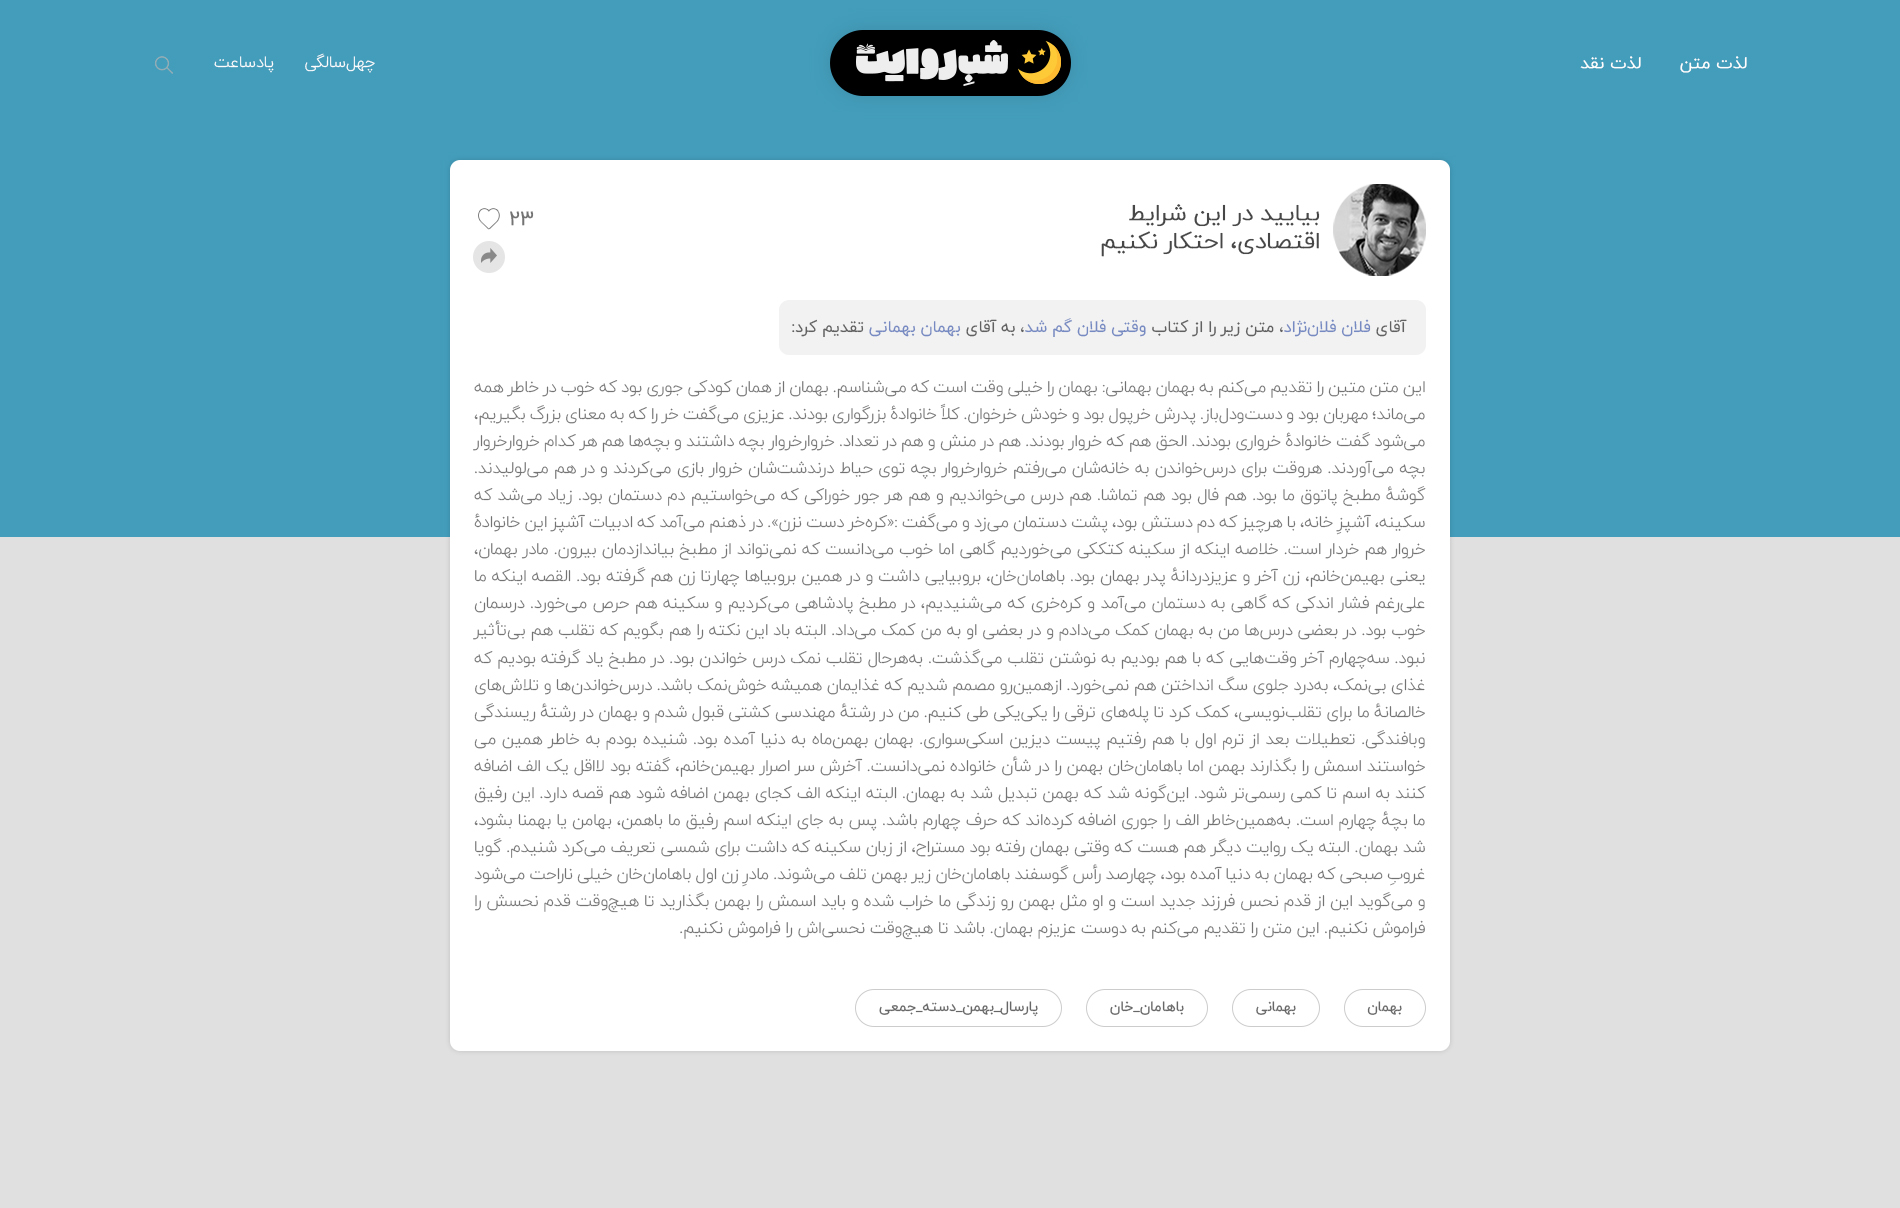 لذت متن
لذت نقد
شبِ روایت
چهل‌سالگی
پادساعت
بیایید در این شرایط
اقتصادی، احتکار نکنیم
۲۳
آقای فلان فلان‌نژاد، متن زیر را از کتاب وقتی فلان گم شد، به آقای بهمان بهمانی تقدیم کرد:
این متن متین را تقدیم می‌کنم به بهمان بهمانی: بهمان را خیلی وقت است که می‌شناسم. بهمان از همان کودکی جوری بود که خوب در خاطر همه
می‌ماند؛ مهربان بود و دست‌ودل‌باز. پدرش خرپول بود و خودش خرخوان. کلاً خانوادهٔ بزرگواری بودند. عزیزی می‌گفت خر را که به معنای بزرگ بگیریم،
می‌شود گفت خانوادهٔ خرواری بودند. الحق هم که خروار بودند. هم در منش و هم در تعداد. خروارخروار بچه داشتند و بچه‌ها هم هر کدام خروارخروار
بچه می‌آوردند. هروقت برای درس‌خواندن به خانه‌شان می‌رفتم خروارخروار بچه توی حیاط درندشت‌شان خروار بازی می‌کردند و در هم می‌لولیدند.
گوشهٔ مطبخ پاتوق ما بود. هم فال بود هم تماشا. هم درس می‌خواندیم و هم هر جور خوراکی که می‌خواستیم دم دستمان بود. زیاد می‌شد که
سکینه، آشپزِ خانه، با هرچیز که دم دستش بود، پشت دستمان می‌زد و می‌گفت :«کره‌خر دست نزن». در ذهنم می‌آمد که ادبیات آشپز این خانوادهٔ
خروار هم خردار است. خلاصه اینکه از سکینه کتککی می‌خوردیم گاهی اما خوب می‌دانست که نمی‌تواند از مطبخ بیاندازدمان بیرون. مادر بهمان،
یعنی بهیمن‌خانم، زن آخر و عزیزدردانهٔ پدر بهمان بود. باهامان‌خان، بروبیایی داشت و در همین بروبیاها چهارتا زن هم گرفته بود. القصه اینکه ما
علی‌رغم فشار اندکی که گاهی به دستمان می‌آمد و کره‌خری که می‌شنیدیم، در مطبخ پادشاهی می‌کردیم و سکینه هم حرص می‌خورد. درسمان
خوب بود. در بعضی درس‌ها من به بهمان کمک می‌دادم و در بعضی او به من کمک می‌داد. البته باد این نکته را هم بگویم که تقلب هم بی‌تأثیر
نبود. سه‌چهارم آخر وقت‌هایی که با هم بودیم به نوشتن تقلب می‌گذشت. به‌هرحال تقلب نمک درس خواندن بود. در مطبخ یاد گرفته بودیم که
غذای بی‌نمک، به‌درد جلوی سگ انداختن هم نمی‌خورد. ازهمین‌رو مصمم شدیم که غذایمان همیشه خوش‌نمک باشد. درس‌خواندن‌ها و تلاش‌های
خالصانهٔ ما برای تقلب‌نویسی، کمک کرد تا پله‌های ترقی را یکی‌یکی طی کنیم. من در رشتهٔ مهندسی کشتی قبول شدم و بهمان در رشتهٔ ریسندگی
وبافندگی. تعطیلات بعد از ترم اول با هم رفتیم پیست دیزین اسکی‌سواری. بهمان بهمن‌ماه به دنیا آمده بود. شنیده بودم به خاطر همین می
خواستند اسمش را بگذارند بهمن اما باهامان‌خان بهمن را در شأن خانواده نمی‌دانست. آخرش سر اصرار بهیمن‌خانم، گفته بود لااقل یک الف اضافه
کنند به اسم تا کمی رسمی‌تر شود. این‌گونه شد که بهمن تبدیل شد به بهمان. البته اینکه الف کجای بهمن اضافه شود هم قصه دارد. این رفیق
ما بچهٔ چهارم است. به‌همین‌خاطر الف را جوری اضافه کرده‌اند که حرف چهارم باشد. پس به جای اینکه اسم رفیق ما باهمن، بهامن یا بهمنا بشود،
شد بهمان. البته یک روایت دیگر هم هست که وقتی بهمان رفته بود مستراح، از زبان سکینه که داشت برای شمسی تعریف می‌کرد شنیدم. گویا
غروبِ صبحی که بهمان به دنیا آمده بود، چهارصد رأس گوسفند باهامان‌خان زیر بهمن تلف می‌شوند. مادرِ زن اول باهامان‌خان خیلی ناراحت می‌شود
و می‌گوید این از قدم نحس فرزند جدید است و او مثل بهمن رو زندگی ما خراب شده و باید اسمش را بهمن بگذارید تا هیچ‌وقت قدم نحسش را
فراموش نکنیم. این متن را تقدیم می‌کنم به دوست عزیزم بهمان. باشد تا هیچ‌وقت نحسی‌اش را فراموش نکنیم.
بهمان
بهمانی
باهامان_خان
پارسال_بهمن_دسته_جمعی